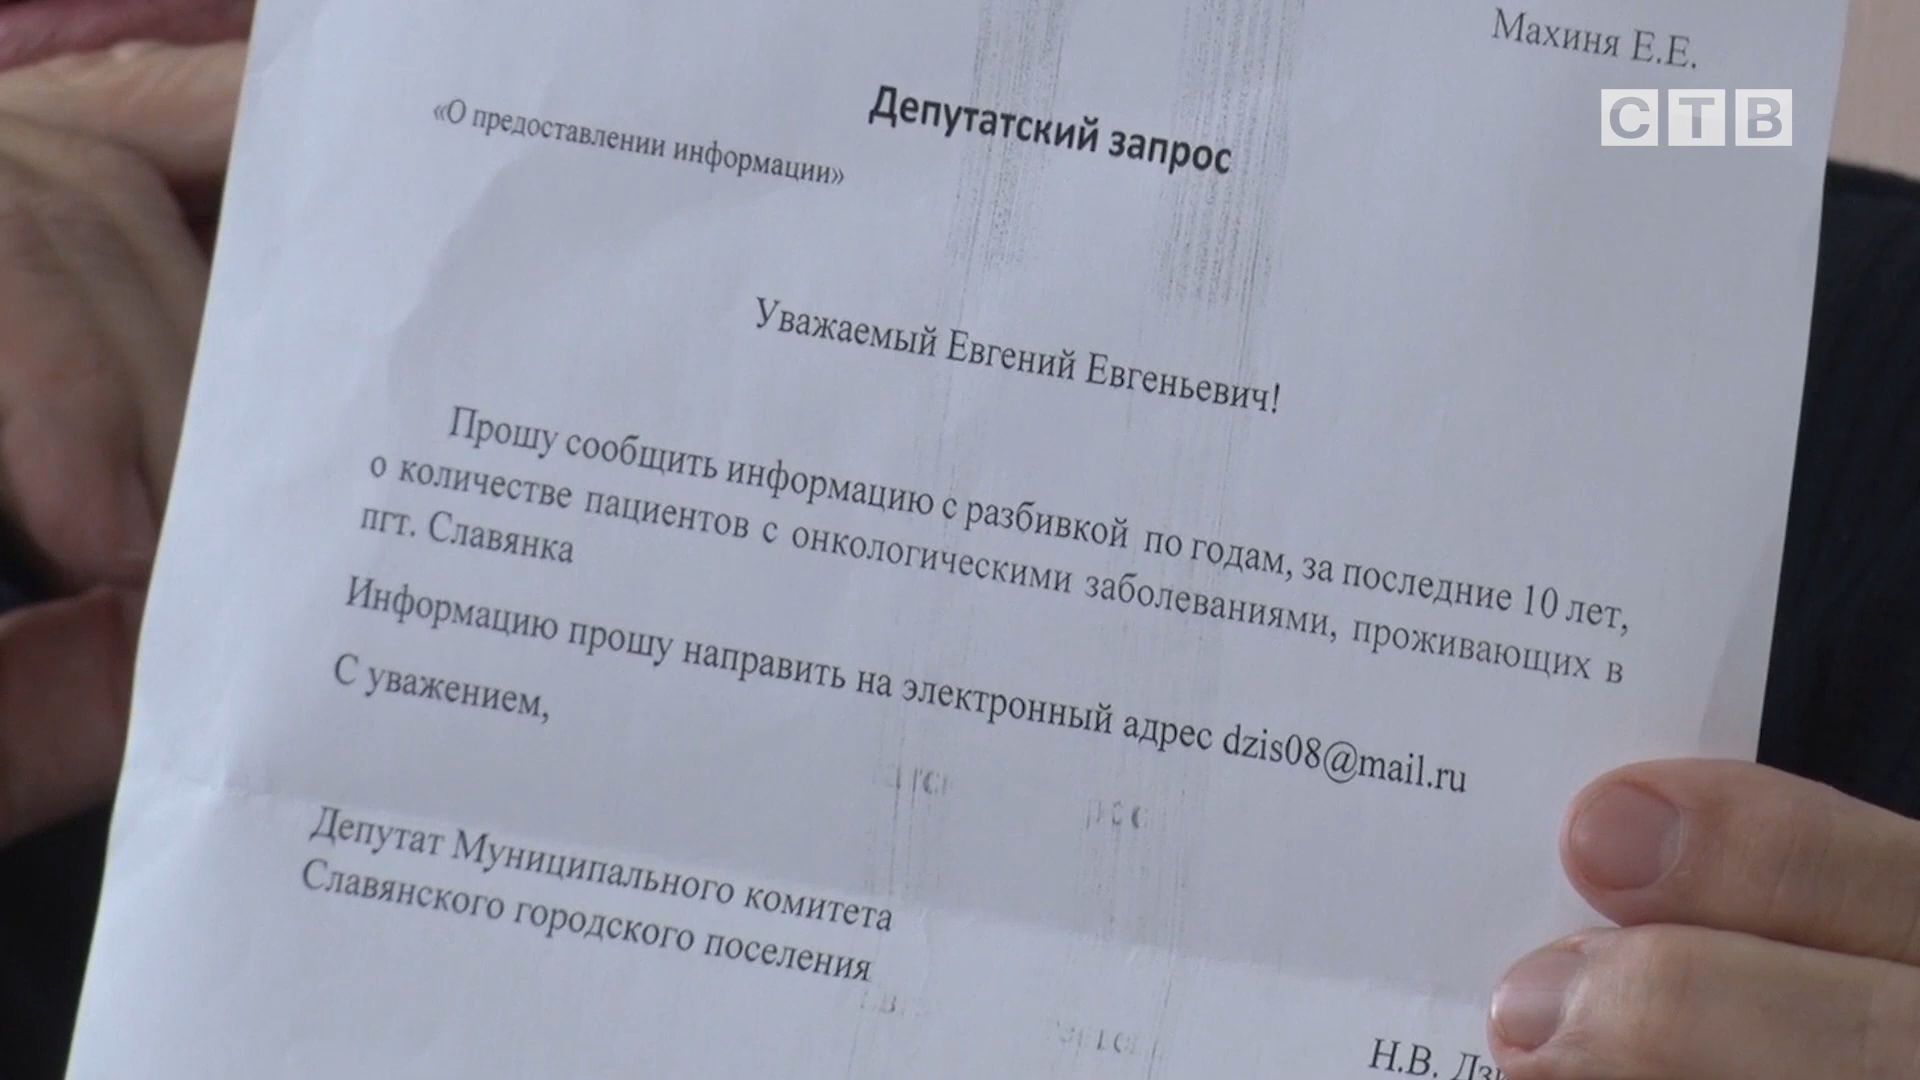 Махиня Е.Е.
СТВ
Депутатский запрос
«О предоставлении информации»
Уважаемый Евгений Евгеньевич!
Прошу сообщить информацию с разбивкой по годам, за последние 10 лет,
о количестве пациентов с онкологическими заболеваниями, проживающих в
пгт. Славянка
Информацию прошу направить на электронный адрес dzis08@mail.ru
С уважением,
Депутат Муниципального комитета
Славянского городского поселения
Н.В.